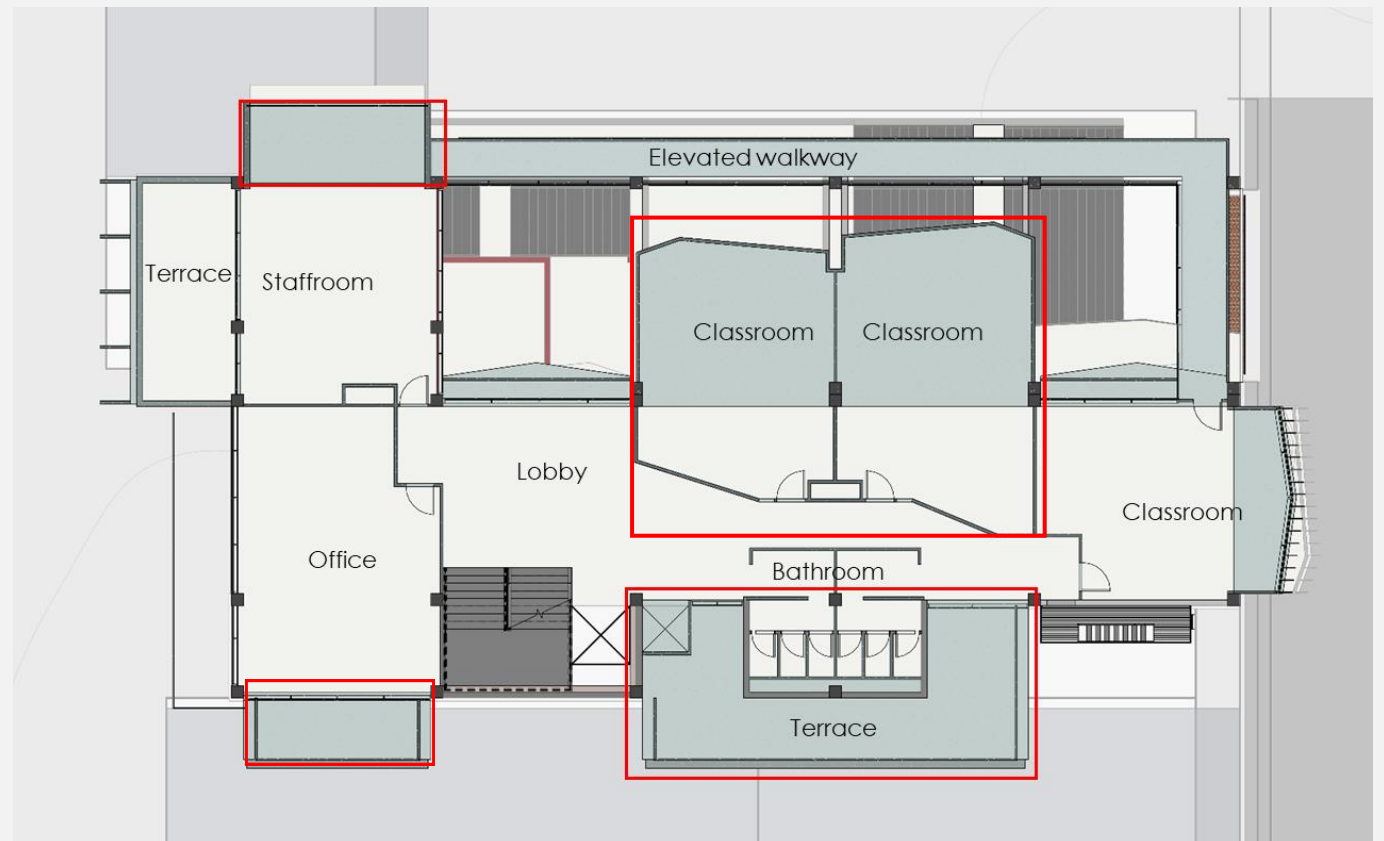 Elevated walkway
Terrace
Staffroom
Classroom
Classroom
Lobby
Classroom
Office
Bathroom
Terrace